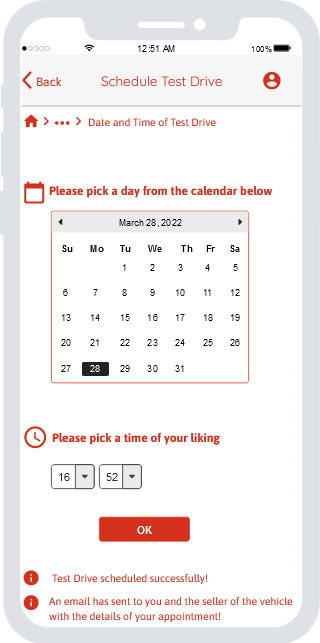 12:51 AM
100%
Back
Schedule Test Drive
Date and Time of Test Drive
Please pick a day from the calendar below
March 28, 2022
Su Mo Tu We Th Fr Sa
1 2 3 4 5
6 7 8 9 10 11 12
13 14 15 16 17 18 19
20 21 22 23 24 25 26
27 28 29 30 31
Please pick a time of your liking
16 52
OK
Test Drive scheduled successfully!
An email has sent to you and the seller of the vehicle
with the details of your appointment!